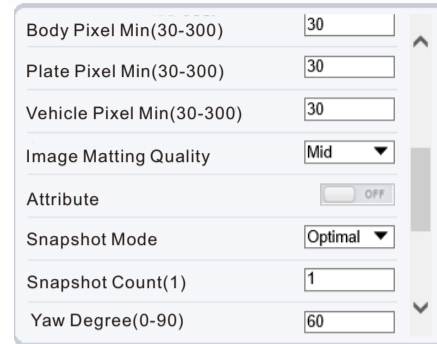 Body Pixel Min(30-300) 30
Plate Pixel Min(30-300) 30
Vehicle Pixel Min(30-300) 30
Image Matting Quality Mid
Attribute OFF
Snapshot Mode Optimal
Snapshot Count(1) 1
Yaw Degree(0-90) 60